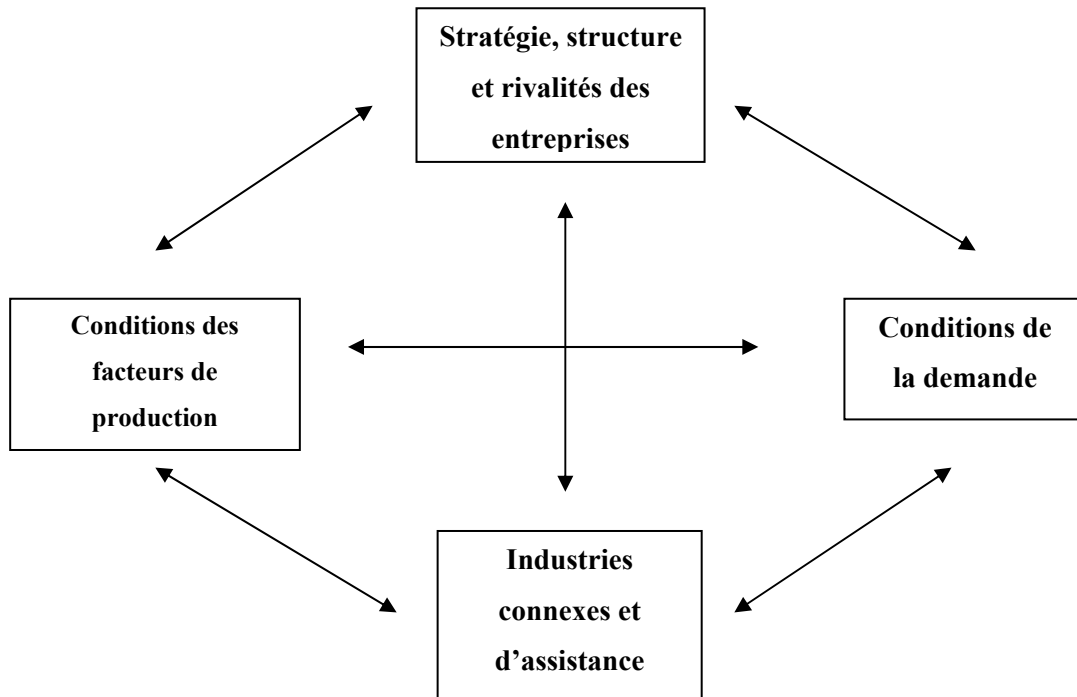 Stratégie, structure
et rivalités des
entreprises
Conditions des
facteurs de
production
Conditions de
la demande
Industries
connexes et
d’assistance